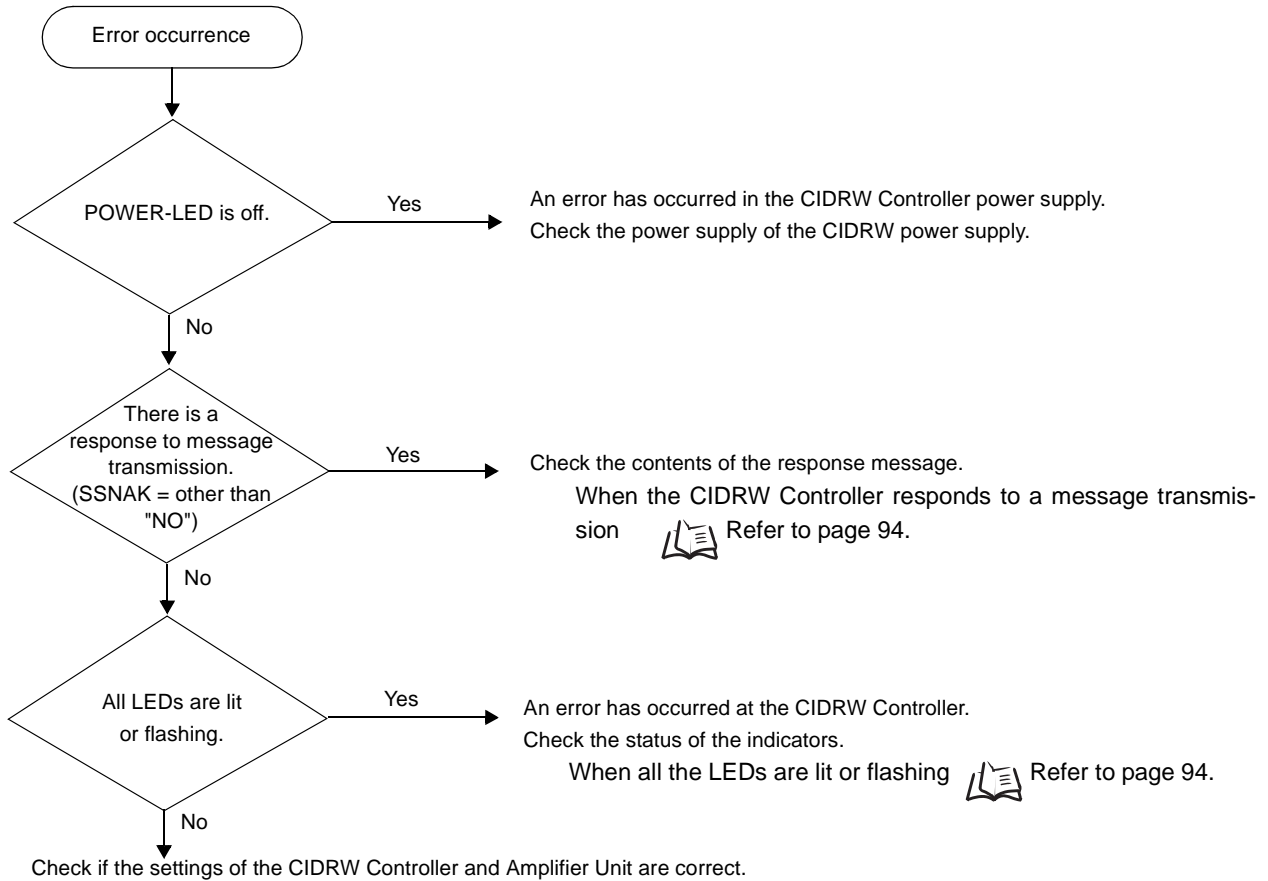 Error occurrence
POWER-LED is off.
Yes
An error has occurred in the CIDRW Controller power supply.
Check the power supply of the CIDRW power supply.
No
There is a
response to message
transmission.
(SSNAK = other than
"NO")
Yes
Check the contents of the response message.
When the CIDRW Controller responds to a message transmis-
sion Refer to page 94.
No
All LEDs are lit
or flashing.
Yes
An error has occurred at the CIDRW Controller.
Check the status of the indicators.
When all the LEDs are lit or flashing Refer to page 94.
No
Check if the settings of the CIDRW Controller and Amplifier Unit are correct.